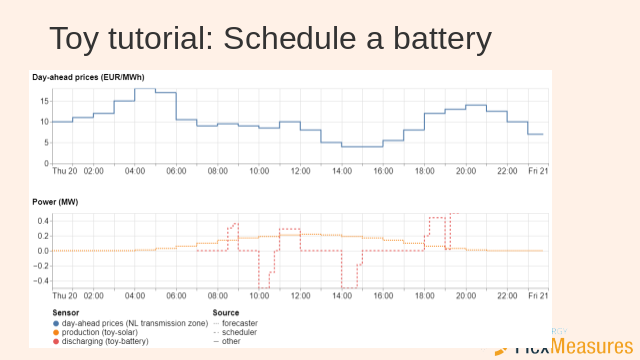 Toy tutorial: Schedule a battery
Day-ahead prices (EUR/MWh)
15
10
5
0
Thu 20 02:00 04:00 06:00 08:00 10:00 12:00 14:00 16:00 18:00 20:00 22:00 Fri 21
Power (MW)
0.4
0.2
0.0
−0.2
−0.4
Thu 20 02:00 04:00 06:00 08:00 10:00 12:00 14:00 16:00 18:00 20:00 22:00 Fri 21
Sensor Source
day-ahead prices (NL transmission zone) forecaster
production (toy-solar) scheduler
discharging (toy-battery) other
Measures